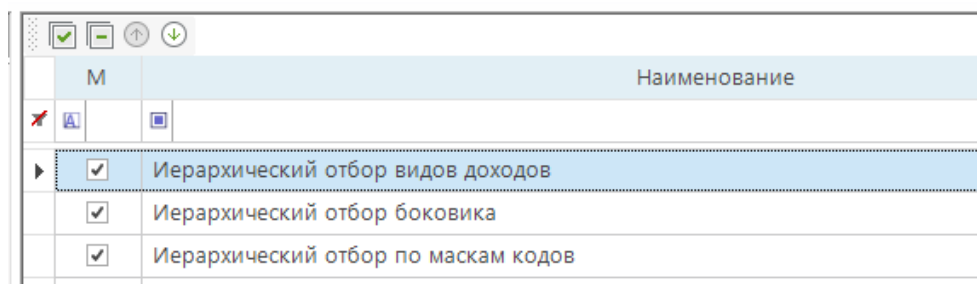 М Наименование
Иерархический отбор видов доходов
Иерархический отбор боковика
Иерархический отбор по маскам кодов